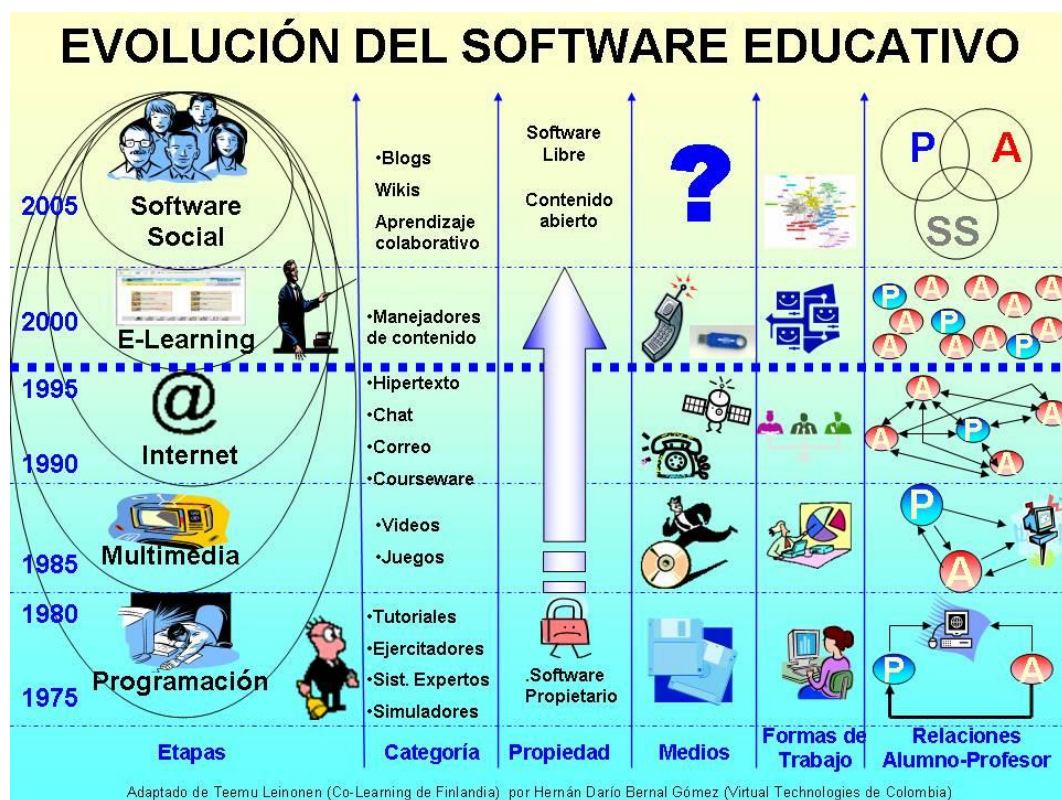 EVOLUCIÓN DEL SOFTWARE EDUCATIVO
2005
Software
Social
•Blogs
Wikis
Aprendizaje
colaborativo
Software
Libre
Contenido
abierto
?
P A
SS
2000
E-Learning
•Manejadores
de contenido
P A A A A
A P A A
A A A P A
1995
@
1990
Internet
•Hipertexto
•Chat
•Correo
•Courseware
A
A
P
A
A
Multimedia
1985
•Videos
•Juegos
P
A
1980
Programación
1975
•Tutoriales
•Ejercitadores
•Sist. Expertos
•Simuladores
.Software
Propietario
P A
Etapas
Categoría
Propiedad
Medios
Formas de
Trabajo
Relaciones
Alumno-Profesor
Adaptado de Teemu Leinonen (Co-Learning de Finlandia) por Hernán Darío Bernal Gómez (Virtual Technologies de Colombia)